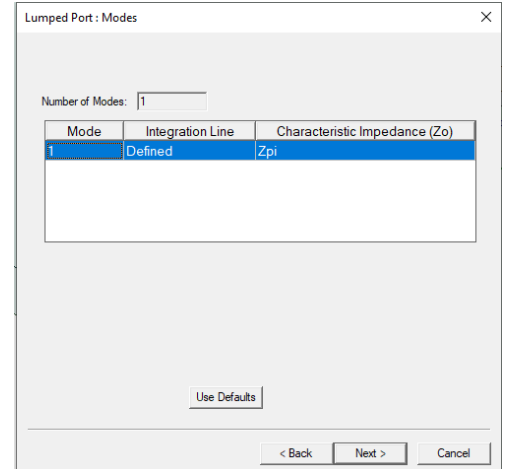 Lumped Port : Modes
Number of Modes: 1
Mode Integration Line Characteristic Impedance (Zo)
1 Defined Zpi
Use Defaults
< Back Next > Cancel